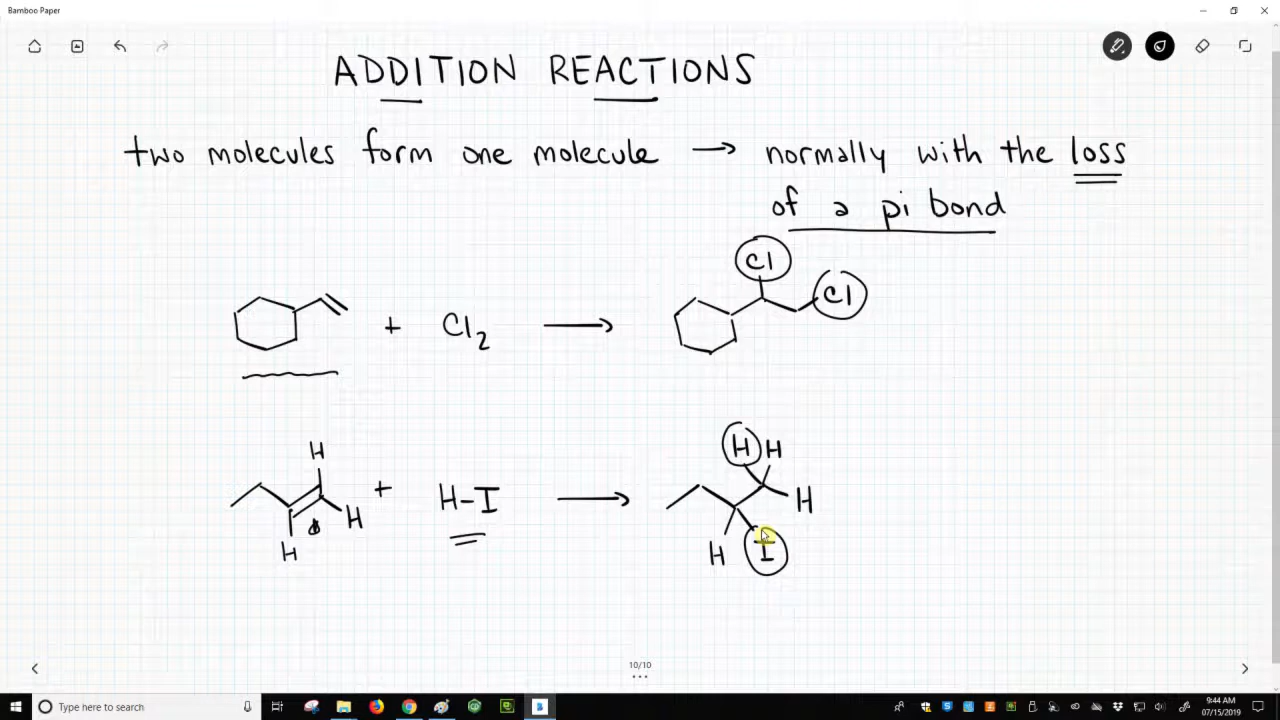 Bamboo Paper
ADDITION REACTIONS
two molecules form one molecule → normally with the loss
of a pi bond
Cl
Cl
+ Cl2 →
H
H H
+ H-I →
H
H
H
H I
10/10
Type here to search
9:44 AM
07/15/2019